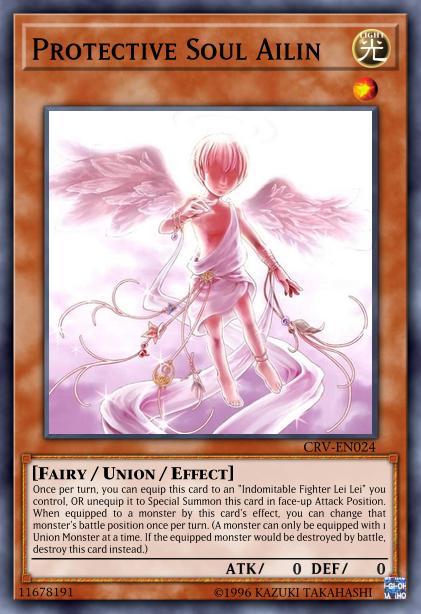 Protective Soul Ailin
LIGHT
光
CRV-EN024
[Fairy / Union / Effect]
Once per turn, you can equip this card to an "Indomitable Fighter Lei Lei" you
control, OR unequip it to Special Summon this card in face-up Attack Position.
When equipped to a monster by this card's effect, you can change that
monster's battle position once per turn. (A monster can only be equipped with 1
Union Monster at a time. If the equipped monster would be destroyed by battle,
destroy this card instead.)
ATK/ 0 DEF/ 0
11678191 ©1996 KAZUKI TAKAHASHI